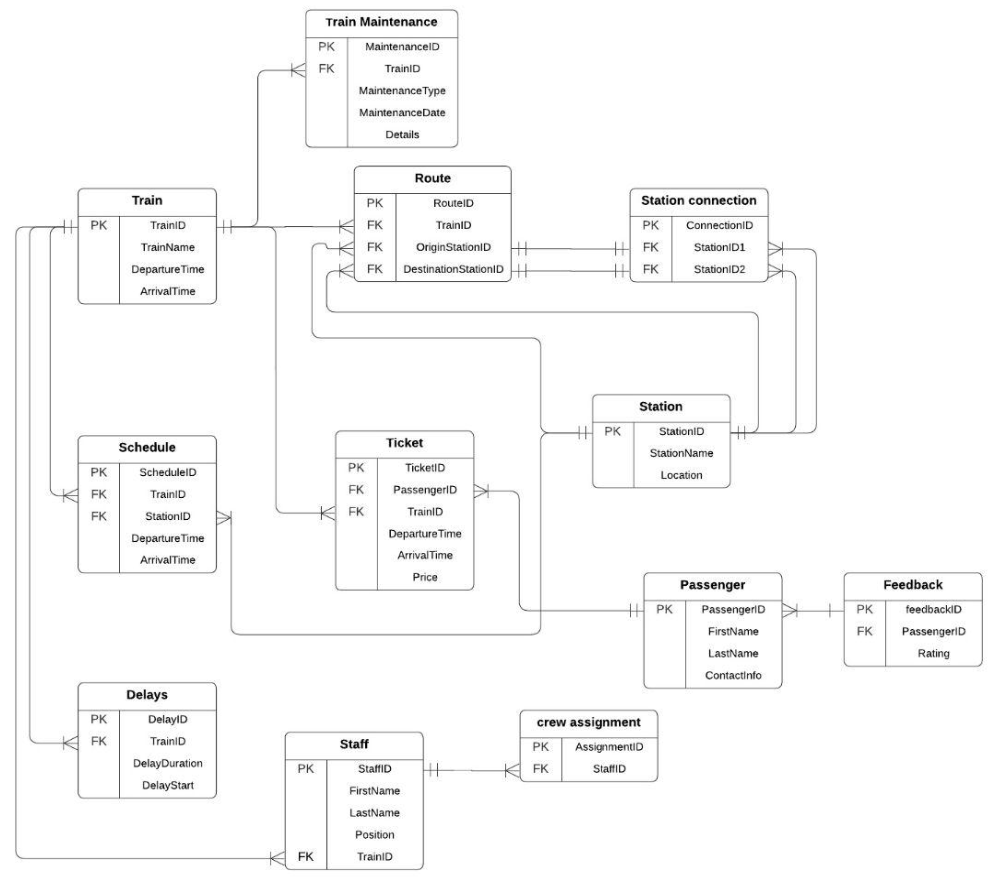 Train Maintenance
PK MaintenanceID
FK TrainID
MaintenanceType
MaintenanceDate
Details
Train
PK TrainID
TrainName
DepartureTime
ArrivalTime
Route
PK RouteID
FK TrainID
FK OriginStationID
FK DestinationStationID
Station connection
PK ConnectionID
FK StationID1
FK StationID2
Station
PK StationID
StationName
Location
Schedule
PK ScheduleID
FK TrainID
FK StationID
DepartureTime
ArrivalTime
Ticket
PK TicketID
FK PassengerID
FK TrainID
DepartureTime
ArrivalTime
Price
Passenger
PK PassengerID
FirstName
LastName
ContactInfo
Feedback
PK feedbackID
FK PassengerID
Rating
Delays
PK DelayID
FK TrainID
DelayDuration
DelayStart
Staff
PK StaffID
FirstName
LastName
Position
FK TrainID
crew assignment
PK AssignmentID
FK StaffID